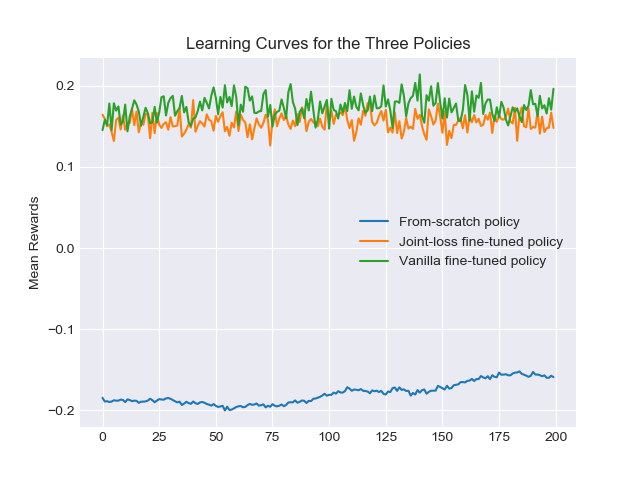 Learning Curves for the Three Policies
Mean Rewards
0.2
0.1
0.0
−0.1
−0.2
From-scratch policy
Joint-loss fine-tuned policy
Vanilla fine-tuned policy
0 25 50 75 100 125 150 175 200